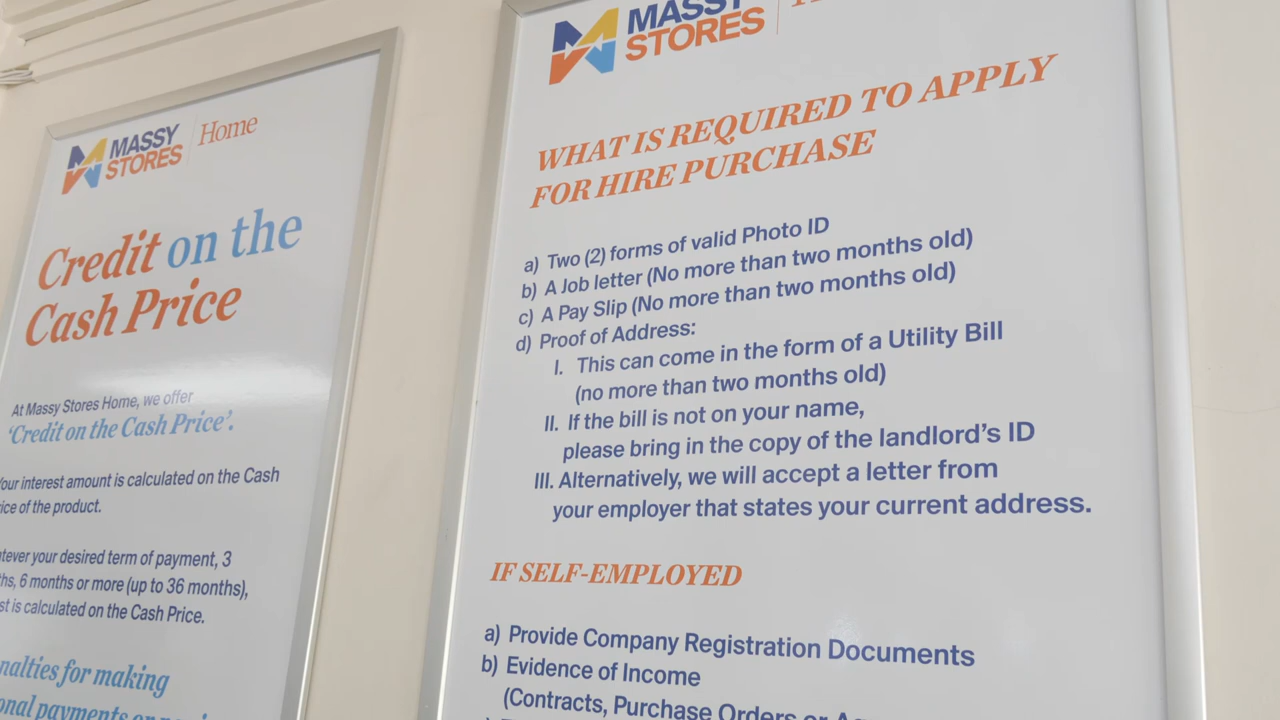 MASSY
STORES
Home
Credit on the
Cash Price
At Massy Stores Home, we offer
‘Credit on the Cash Price’.
Your interest amount is calculated on the Cash
of the product.
your desired term of payment, 3
6 months or more (up to 36 months),
is calculated on the Cash Price.
for making
payments or
MASSY
STORES
WHAT IS REQUIRED TO APPLY
FOR HIRE PURCHASE
a) Two (2) forms of valid Photo ID
b) A Job letter (No more than two months old)
c) A Pay Slip (No more than two months old)
d) Proof of Address:
I. This can come in the form of a Utility Bill
(no more than two months old)
II. If the bill is not on your name,
please bring in the copy of the landlord’s ID
III. Alternatively, we will accept a letter from
your employer that states your current address.
IF SELF-EMPLOYED
a) Provide Company Registration Documents
b) Evidence of Income
(Contracts, Purchase Orders or